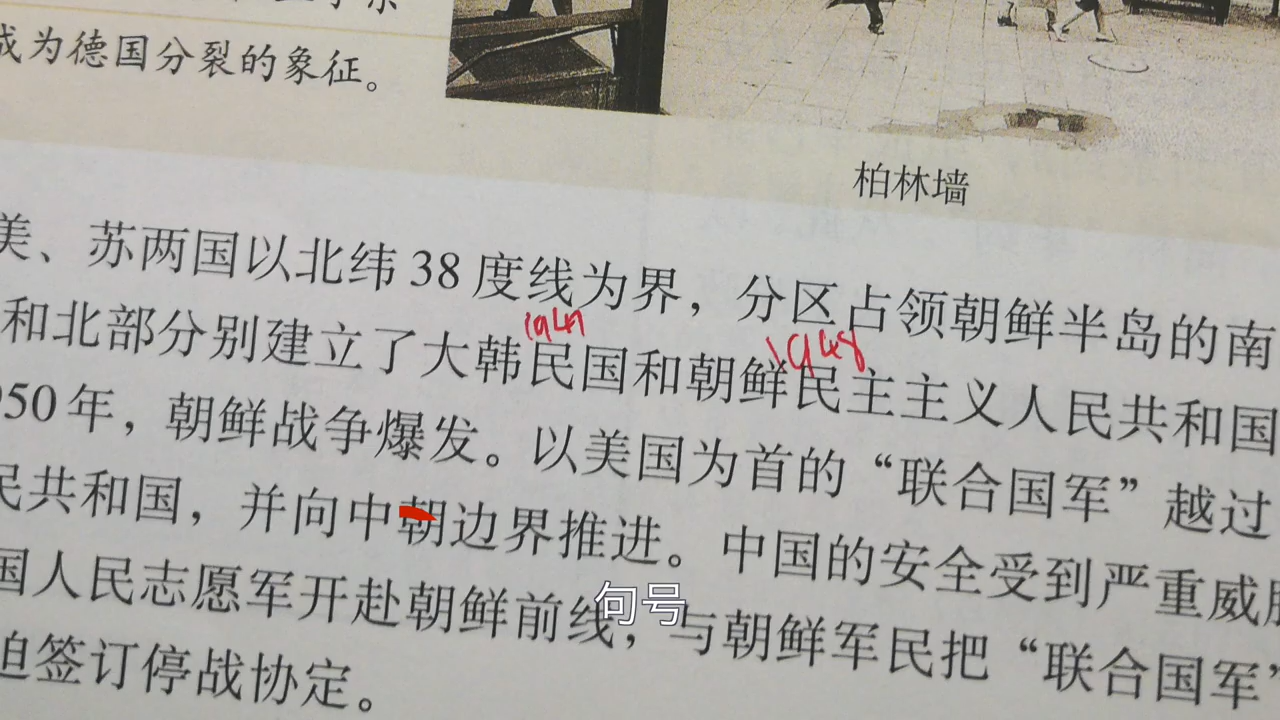 成为德国分裂的象征。
柏林墙
美、苏两国以北纬38度线为界，分区占领朝鲜半岛的南
1947
1948
和北部分别建立了大韩民国和朝鲜民主主义人民共和国
950年，朝鲜战争爆发。以美国为首的“联合国军”越过
民共和国，并向中朝边界推进。中国的安全受到严重威胁
国人民志愿军开赴朝鲜前线，与朝鲜军民把“联合国军”
句号
迫签订停战协定。